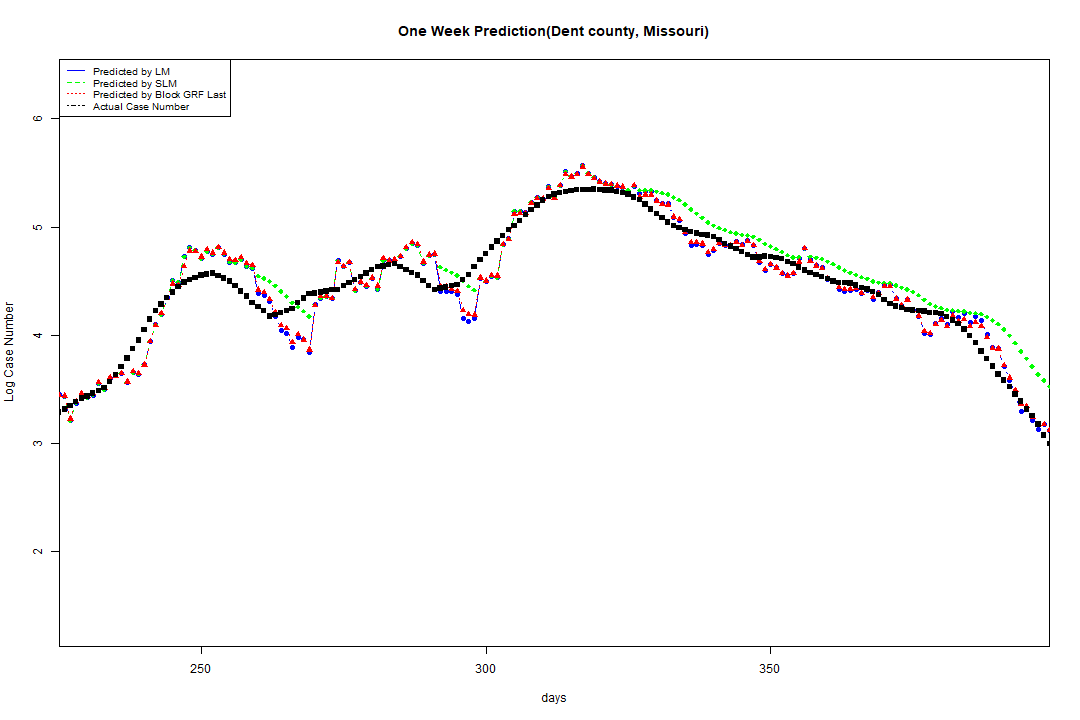 One Week Prediction(Dent county, Missouri)
Predicted by LM
Predicted by SLM
Predicted by Block GRF Last
Actual Case Number
6
5
4
3
2
Log Case Number
250 300 350
days